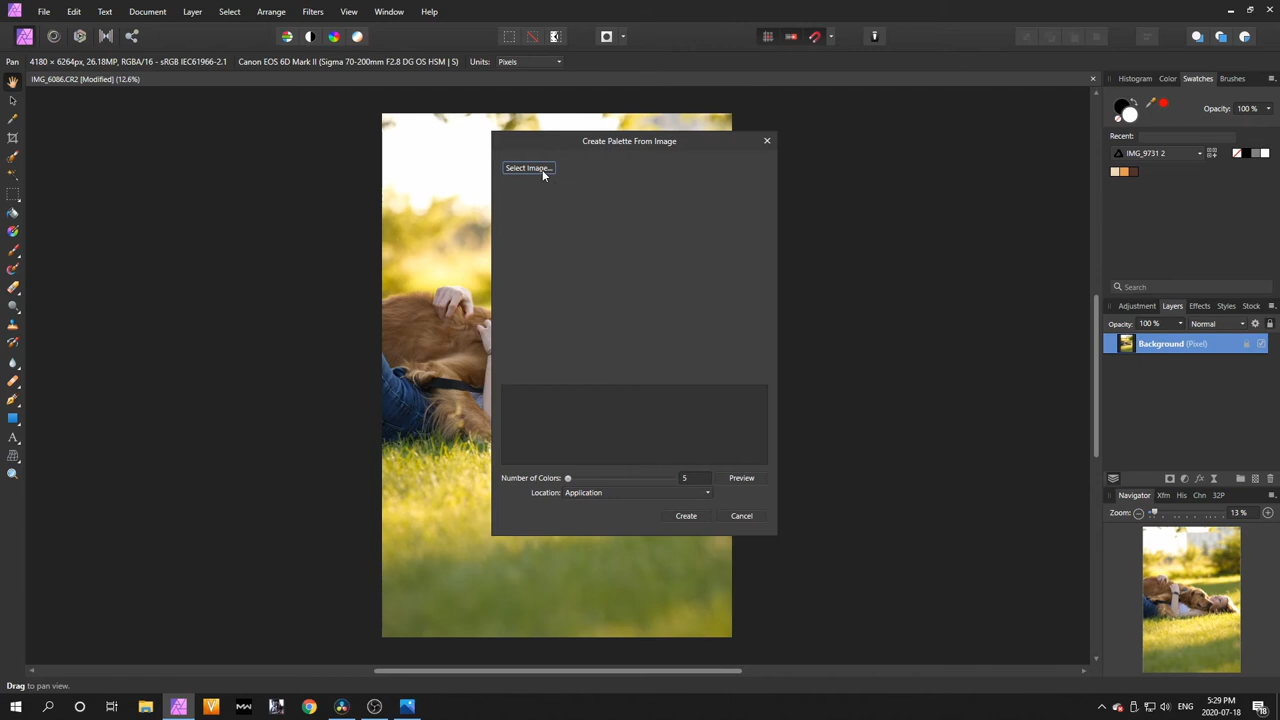 File Edit Text Document Layer Select Arrange Filters View Window Help
Pan 4180 × 6264px, 26.18MP, RGBA/16 - sRGB IEC61966-2.1 Canon EOS 6D Mark II (Sigma 70-200mm F2.8 DG OS HSM | S) Units: Pixels
IMG_6086.CR2 [Modified] (12.6%)
Histogram Color Swatches Brushes
Opacity: 100 %
Recent:
IMG_9731 2
Create Palette From Image
Select Image...
Number of Colors: 5 Preview
Location: Application
Create Cancel
Search
Adjustment Layers Effects Styles Stock
Opacity: 100 % Normal
Background (Pixel)
Navigator Xfm His Chn 32P
Zoom: 13 %
Drag to pan view.
ENG
5:29 PM
2020-07-18
18